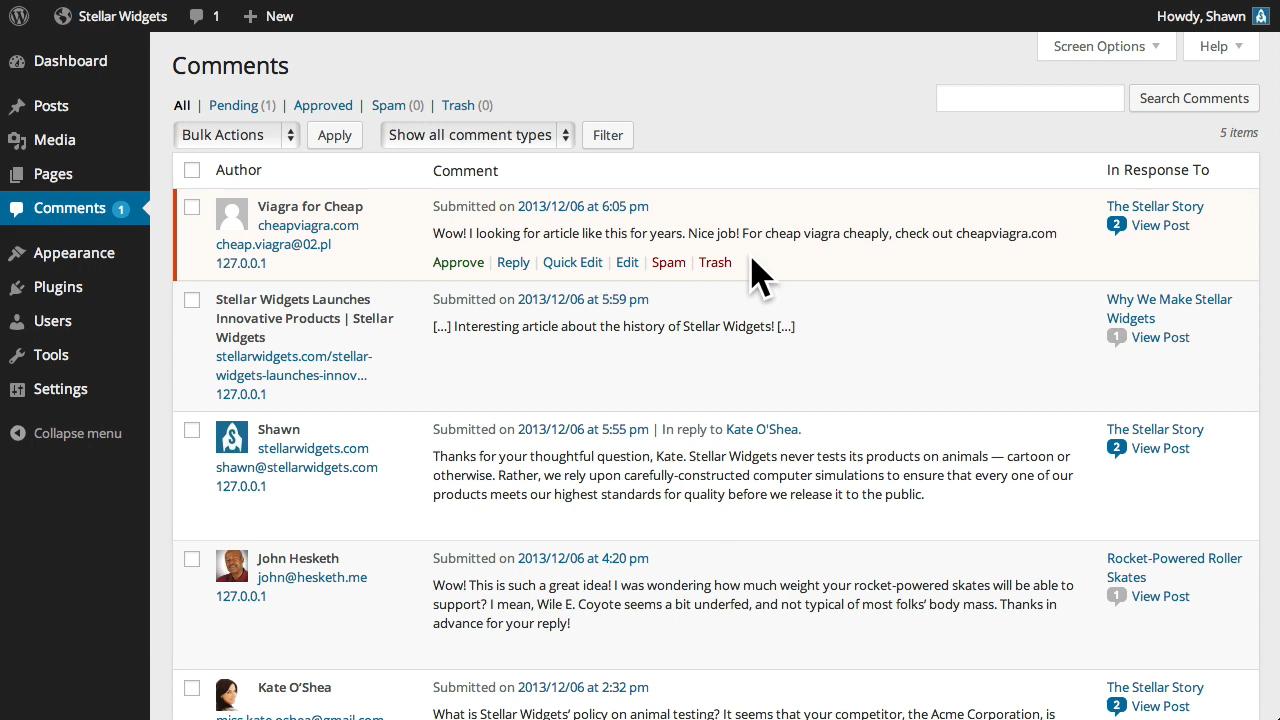 Stellar Widgets 1 New Howdy, Shawn
Dashboard
Posts
Media
Pages
Comments 1
Appearance
Plugins
Users
Tools
Settings
Collapse menu
Screen Options Help
Comments
All | Pending (1) | Approved | Spam (0) | Trash (0)
Search Comments
Bulk Actions Apply Show all comment types Filter
5 items
Author Comment In Response To
Viagra for Cheap
cheapviagra.com
cheap.viagra@02.pl
127.0.0.1
Submitted on 2013/12/06 at 6:05 pm
Wow! I looking for article like this for years. Nice job! For cheap viagra cheaply, check out cheapviagra.com
Approve | Reply | Quick Edit | Edit | Spam | Trash
The Stellar Story
2 View Post
Stellar Widgets Launches
Innovative Products | Stellar
Widgets
stellarwidgets.com/stellar-
widgets-launches-innov...
127.0.0.1
Submitted on 2013/12/06 at 5:59 pm
[...] Interesting article about the history of Stellar Widgets! [...]
Why We Make Stellar
Widgets
1 View Post
Shawn
stellarwidgets.com
shawn@stellarwidgets.com
127.0.0.1
Submitted on 2013/12/06 at 5:55 pm | In reply to Kate O'Shea.
Thanks for your thoughtful question, Kate. Stellar Widgets never tests its products on animals — cartoon or
otherwise. Rather, we rely upon carefully-constructed computer simulations to ensure that every one of our
products meets our highest standards for quality before we release it to the public.
The Stellar Story
2 View Post
John Hesketh
john@hesketh.me
127.0.0.1
Submitted on 2013/12/06 at 4:20 pm
Wow! This is such a great idea! I was wondering how much weight your rocket-powered skates will be able to
support? I mean, Wile E. Coyote seems a bit underfed, and not typical of most folks’ body mass. Thanks in
advance for your reply!
Rocket-Powered Roller
Skates
1 View Post
Kate O’Shea
miss.kate.oshea@gmail.com
Submitted on 2013/12/06 at 2:32 pm
What is Stellar Widgets’ policy on animal testing? It seems that your competitor, the Acme Corporation, is
The Stellar Story
2 View Post